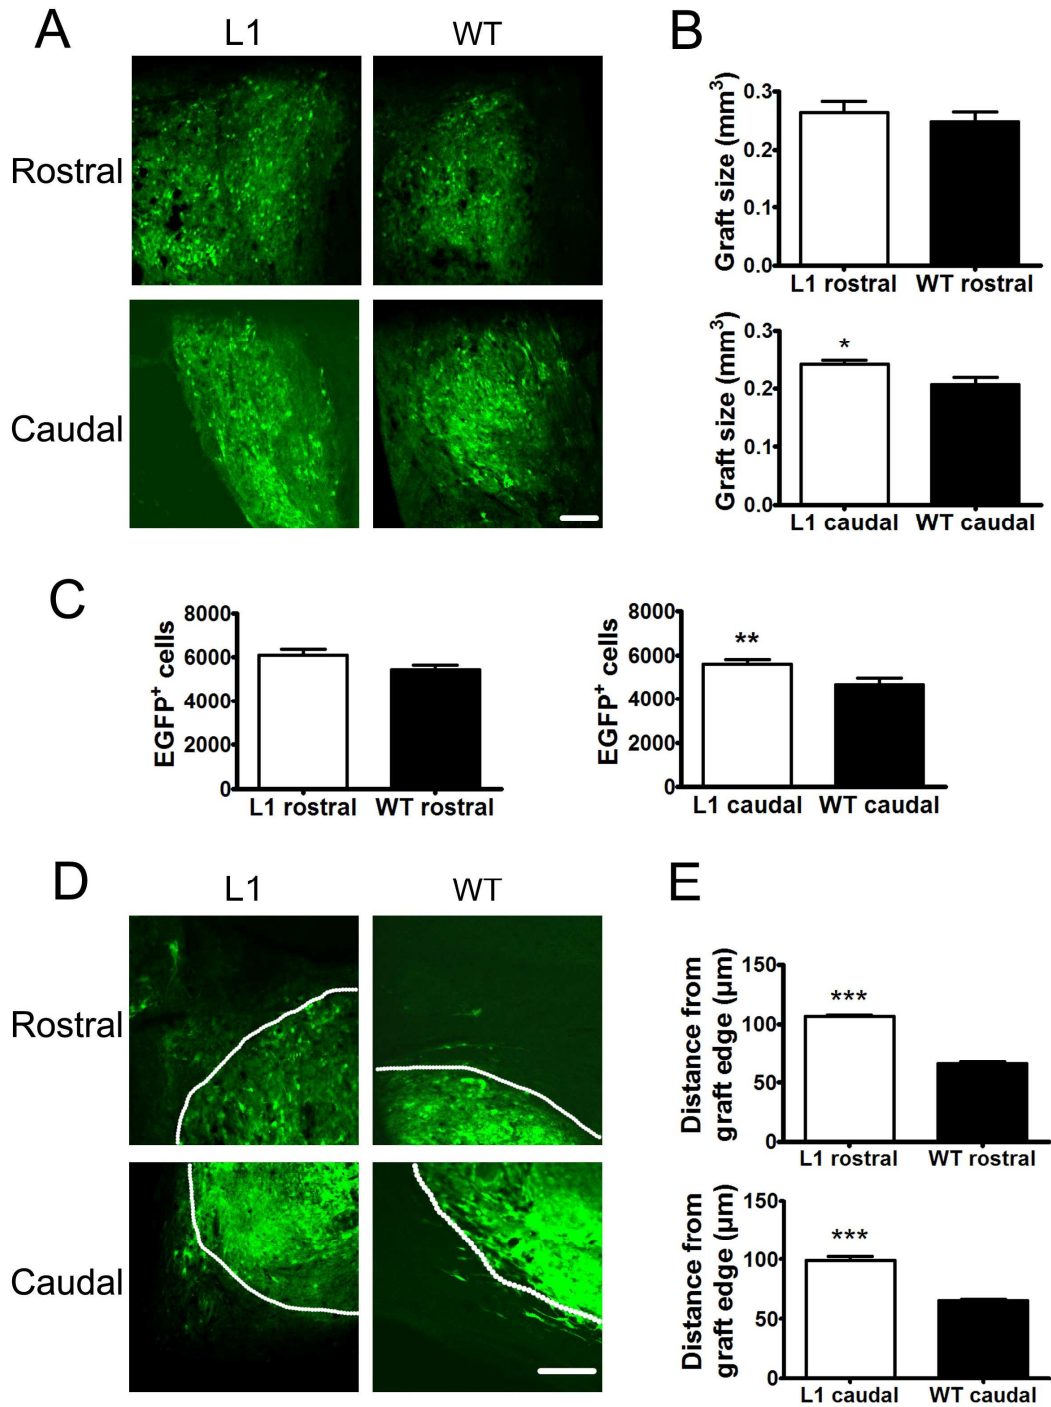 A
L1
WT
Rostral
Caudal
B
Graft size (mm³)
0.3
0.2
0.1
0.0
L1 rostral
WT rostral
Graft size (mm³)
0.3
0.2
0.1
0.0
*
L1 caudal
WT caudal
C
EGFP⁺ cells
8000
6000
4000
2000
0
L1 rostral
WT rostral
EGFP⁺ cells
8000
6000
4000
2000
0
**
L1 caudal
WT caudal
D
L1
WT
Rostral
Caudal
E
Distance from
graft edge (µm)
150
100
50
0
***
L1 rostral
WT rostral
Distance from
graft edge (µm)
150
100
50
0
***
L1 caudal
WT caudal